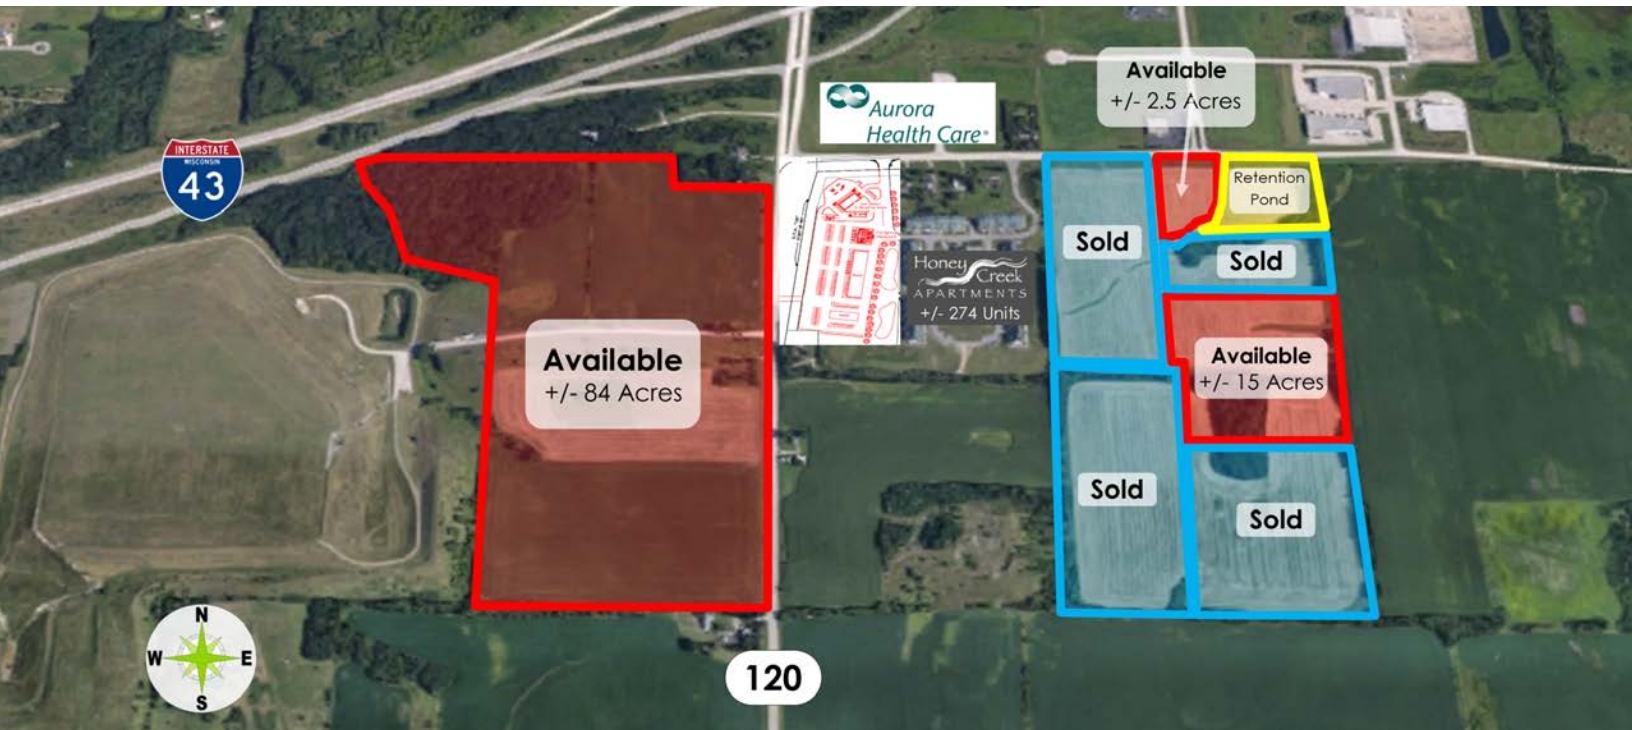 INTERSTATE
WISCONSIN
43
Aurora
Health Care®
Available
+/- 2.5 Acres
Retention
Pond
Sold
Sold
Honey
Creek
APARTMENTS
+/- 274 Units
Available
+/- 84 Acres
Available
+/- 15 Acres
Sold
Sold
N
W E
S
120